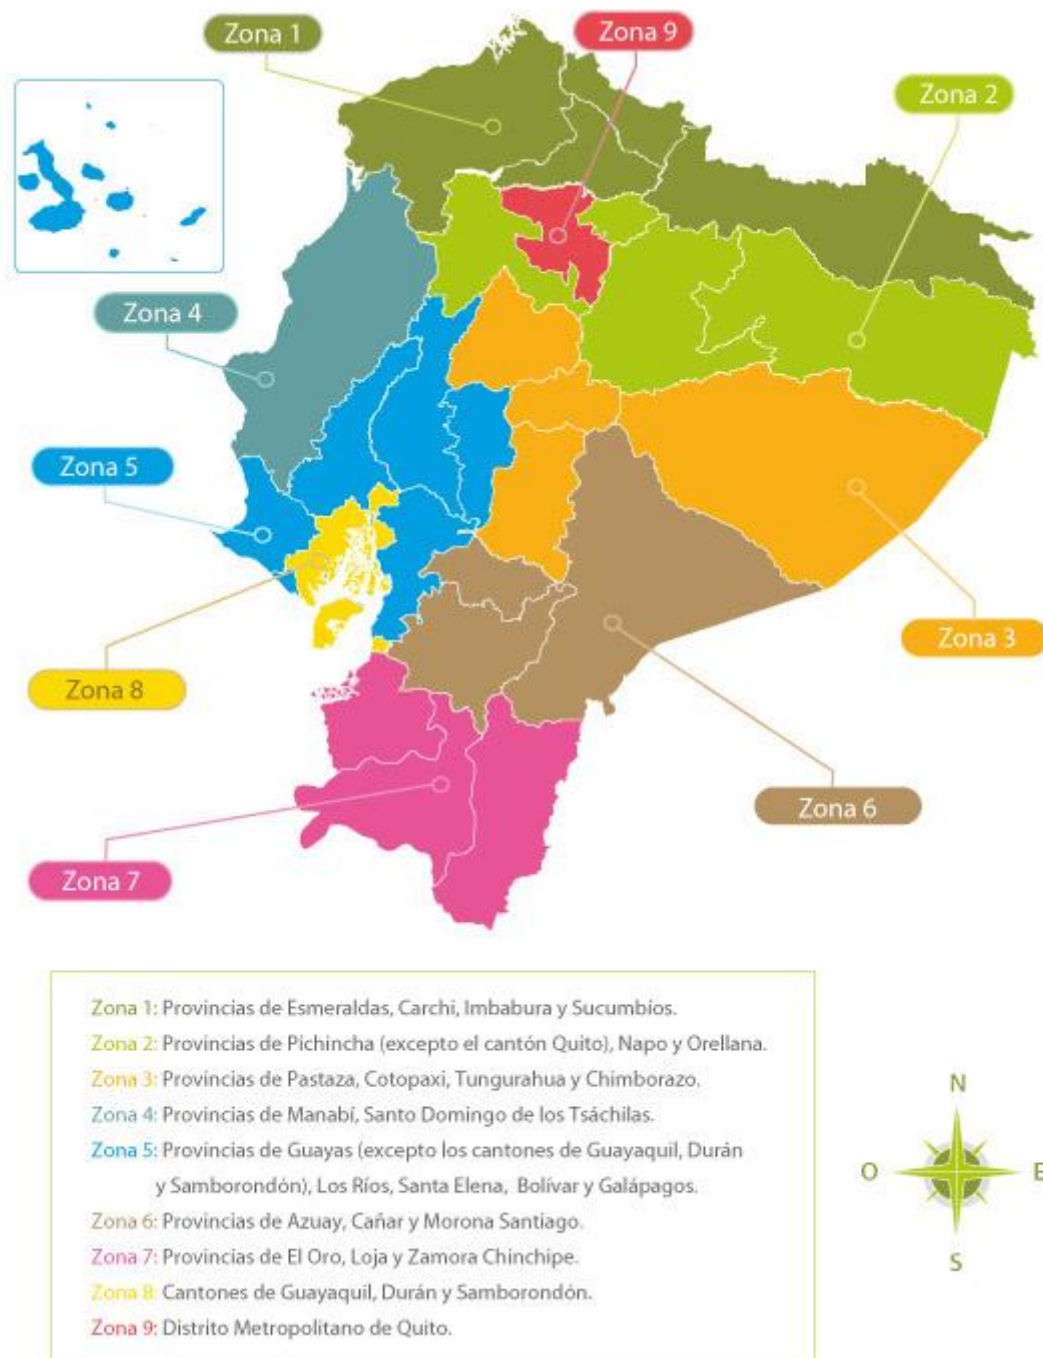 Zona 1
Zona 9
Zona 2
Zona 4
Zona 5
Zona 3
Zona 8
Zona 6
Zona 7
Zona 1: Provincias de Esmeraldas, Carchi, Imbabura y Sucumbíos.
Zona 2: Provincias de Pichincha (excepto el cantón Quito), Napo y Orellana.
Zona 3: Provincias de Pastaza, Cotopaxi, Tungurahua y Chimborazo.
Zona 4: Provincias de Manabí, Santo Domingo de los Tsáchilas.
Zona 5: Provincias de Guayas (excepto los cantones de Guayaquil, Durán
y Samborondón), Los Ríos, Santa Elena, Bolívar y Galápagos.
Zona 6: Provincias de Azuay, Cañar y Morona Santiago.
Zona 7: Provincias de El Oro, Loja y Zamora Chinchipe.
Zona 8: Cantones de Guayaquil, Durán y Samborondón.
Zona 9: Distrito Metropolitano de Quito.
N
O
E
S